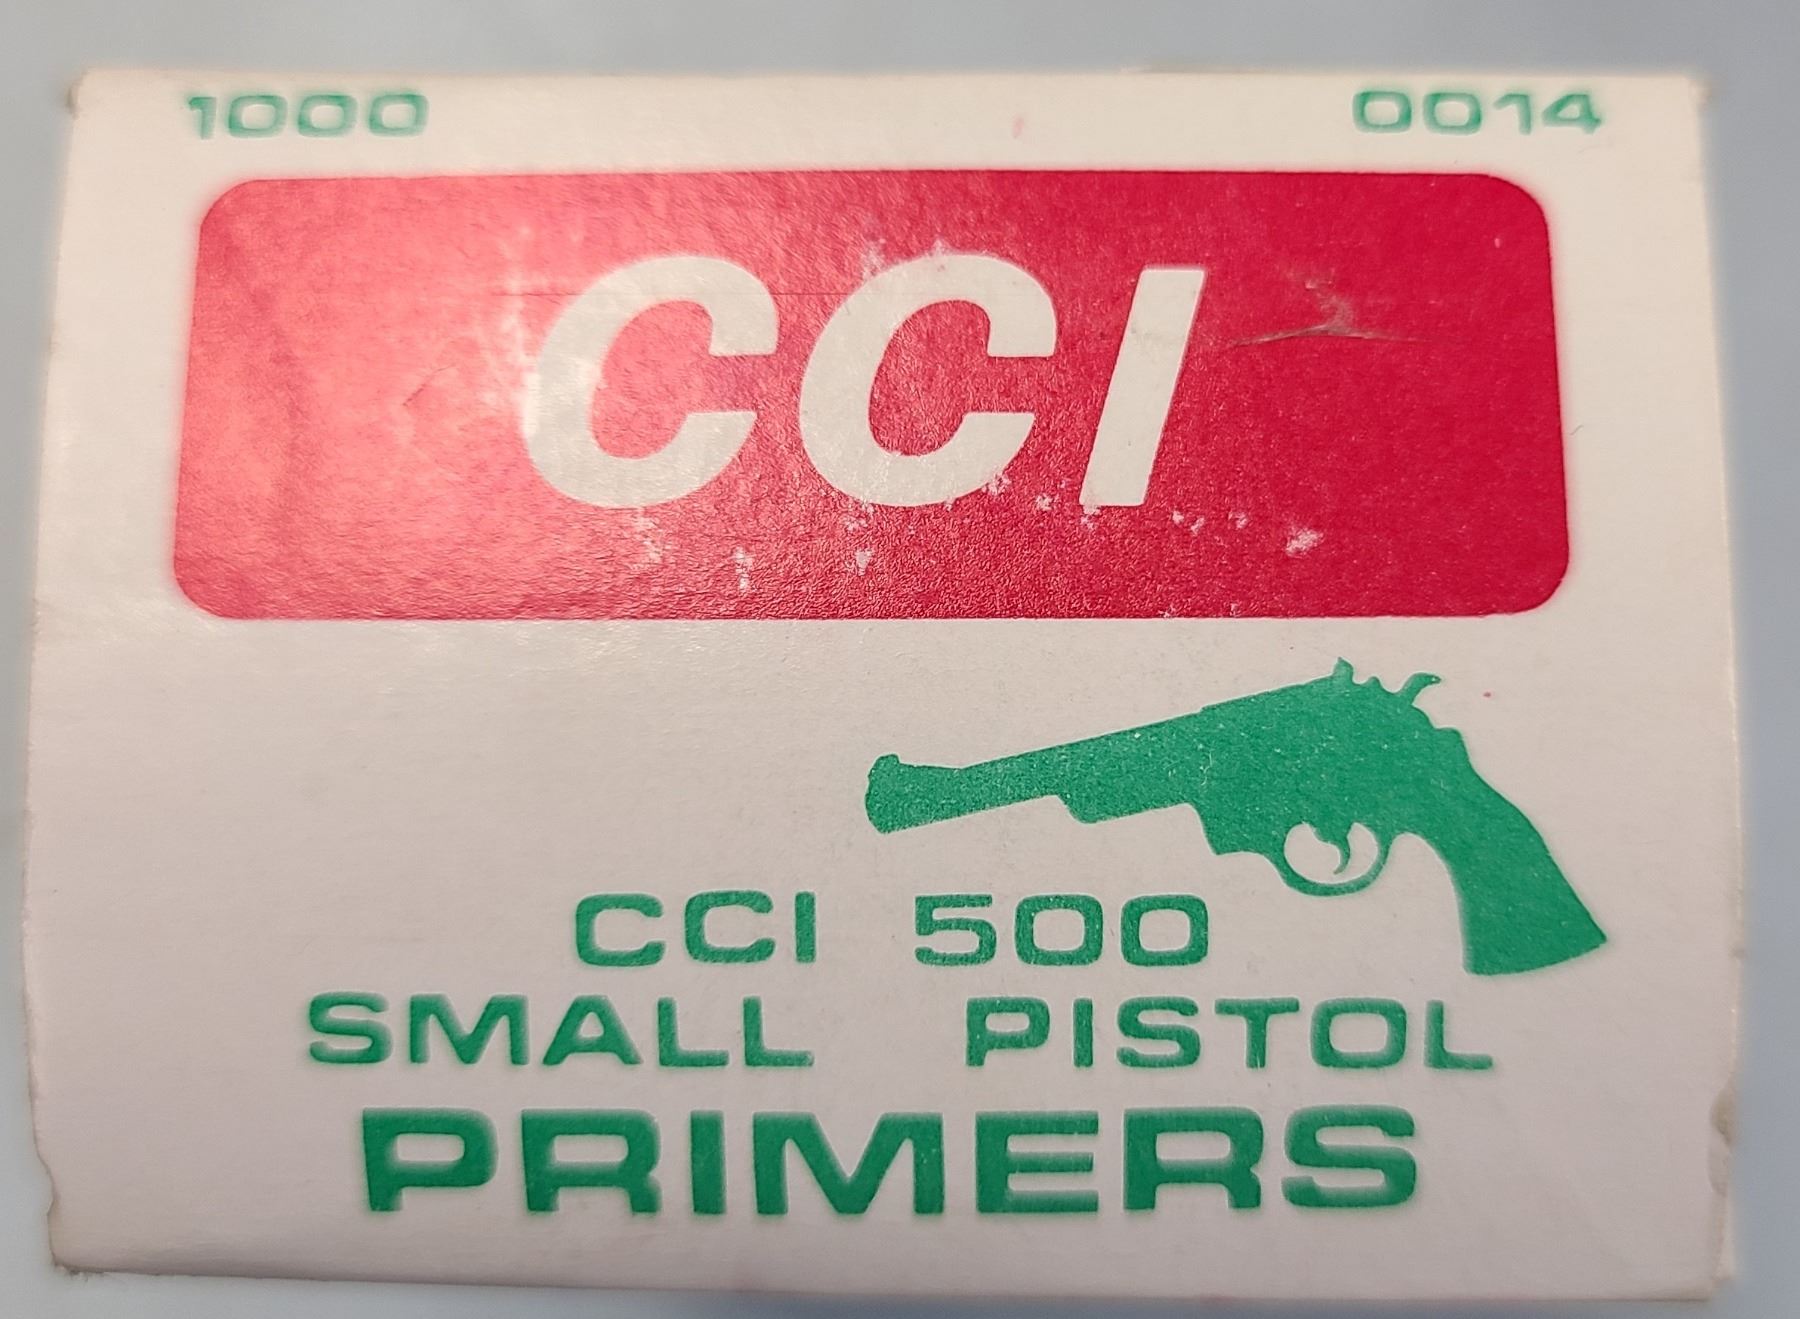 1000 0014
CCI
CCI 500
SMALL PISTOL
PRIMERS